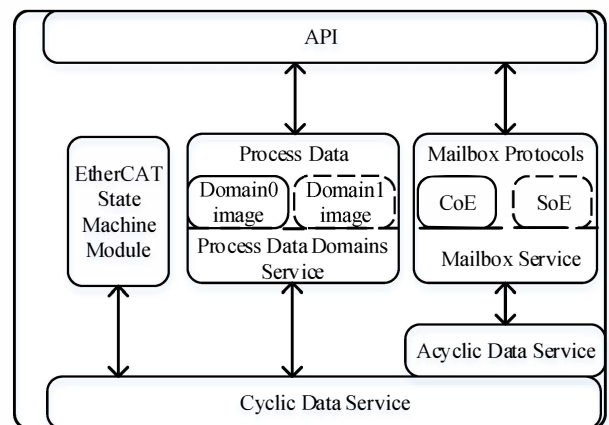 API
EtherCAT
State
Machine
Module
Process Data
Domain0
image
Domain1
image
Process Data Domains
Service
Mailbox Protocols
CoE
SoE
Mailbox Service
Acyclic Data Service
Cyclic Data Service